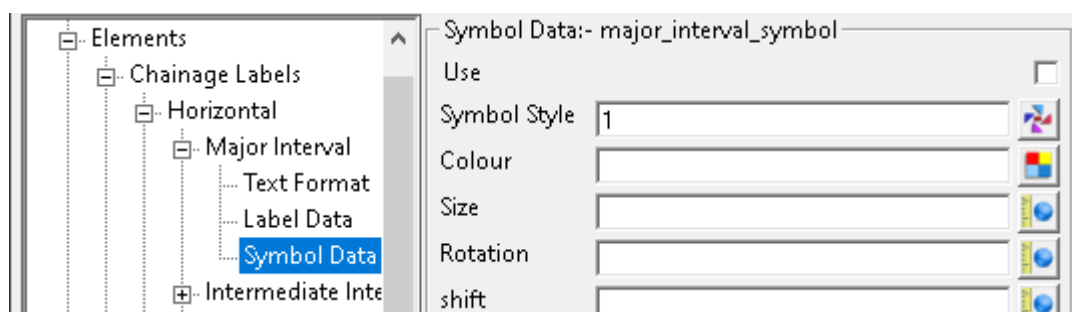 Elements
Chainage Labels
Horizontal
Major Interval
Text Format
Label Data
Symbol Data
Intermediate Inte
Symbol Data:- major_interval_symbol
Use
Symbol Style 1
Colour
Size
Rotation
shift